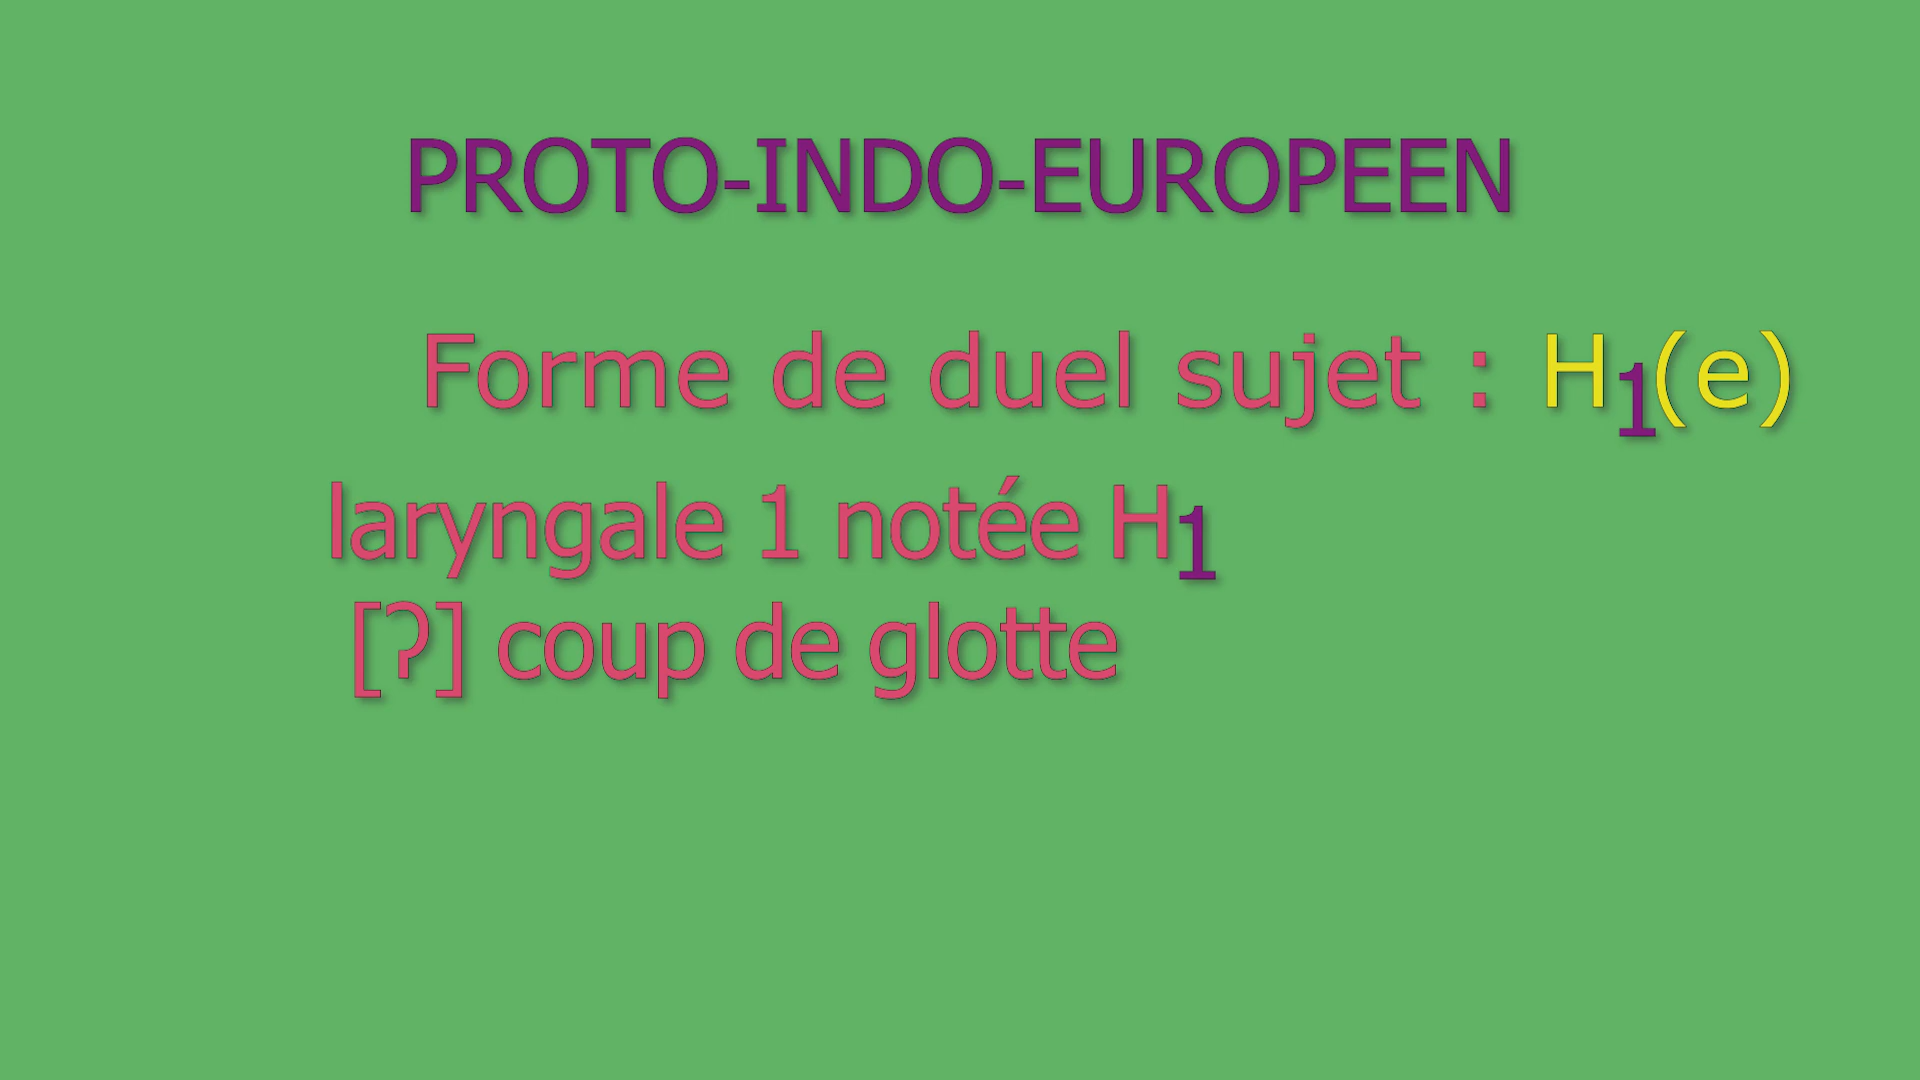 PROTO-INDO-EUROPEEN
Forme de duel sujet : H₁(e)
laryngale 1 notée H₁
[ʔ] coup de glotte